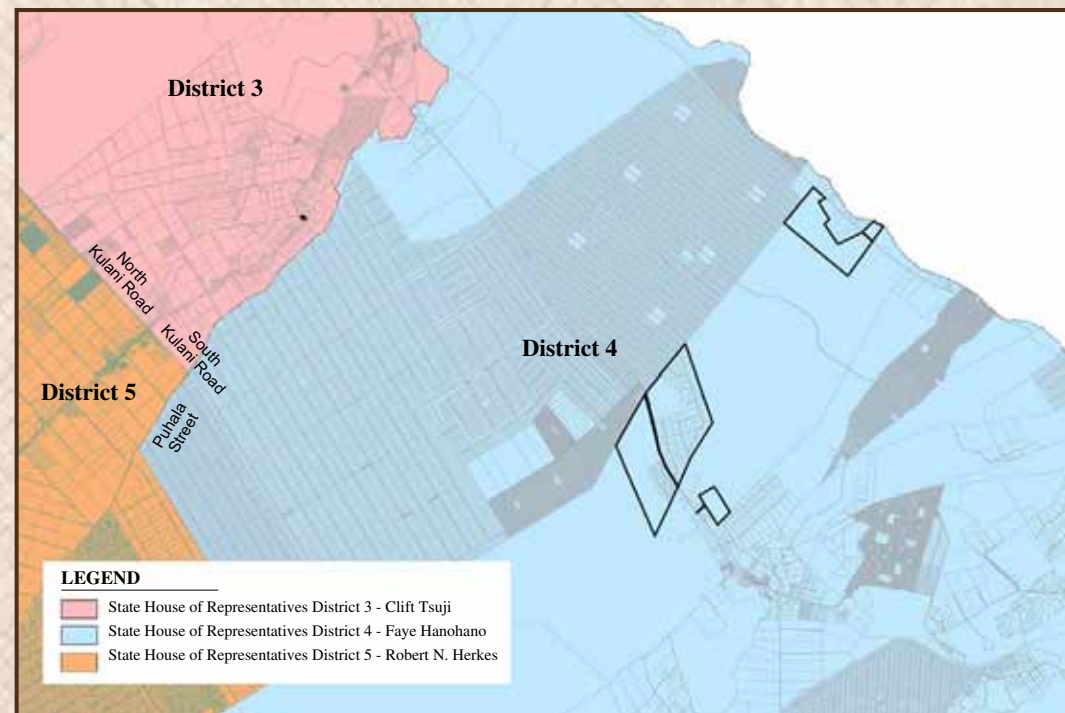 District 3
North
Kulani Road
South
Kulani Road
District 4
District 5
Puhala
Street
LEGEND
State House of Representatives District 3 - Clift Tsuji
State House of Representatives District 4 - Faye Hanohano
State House of Representatives District 5 - Robert N. Herkes